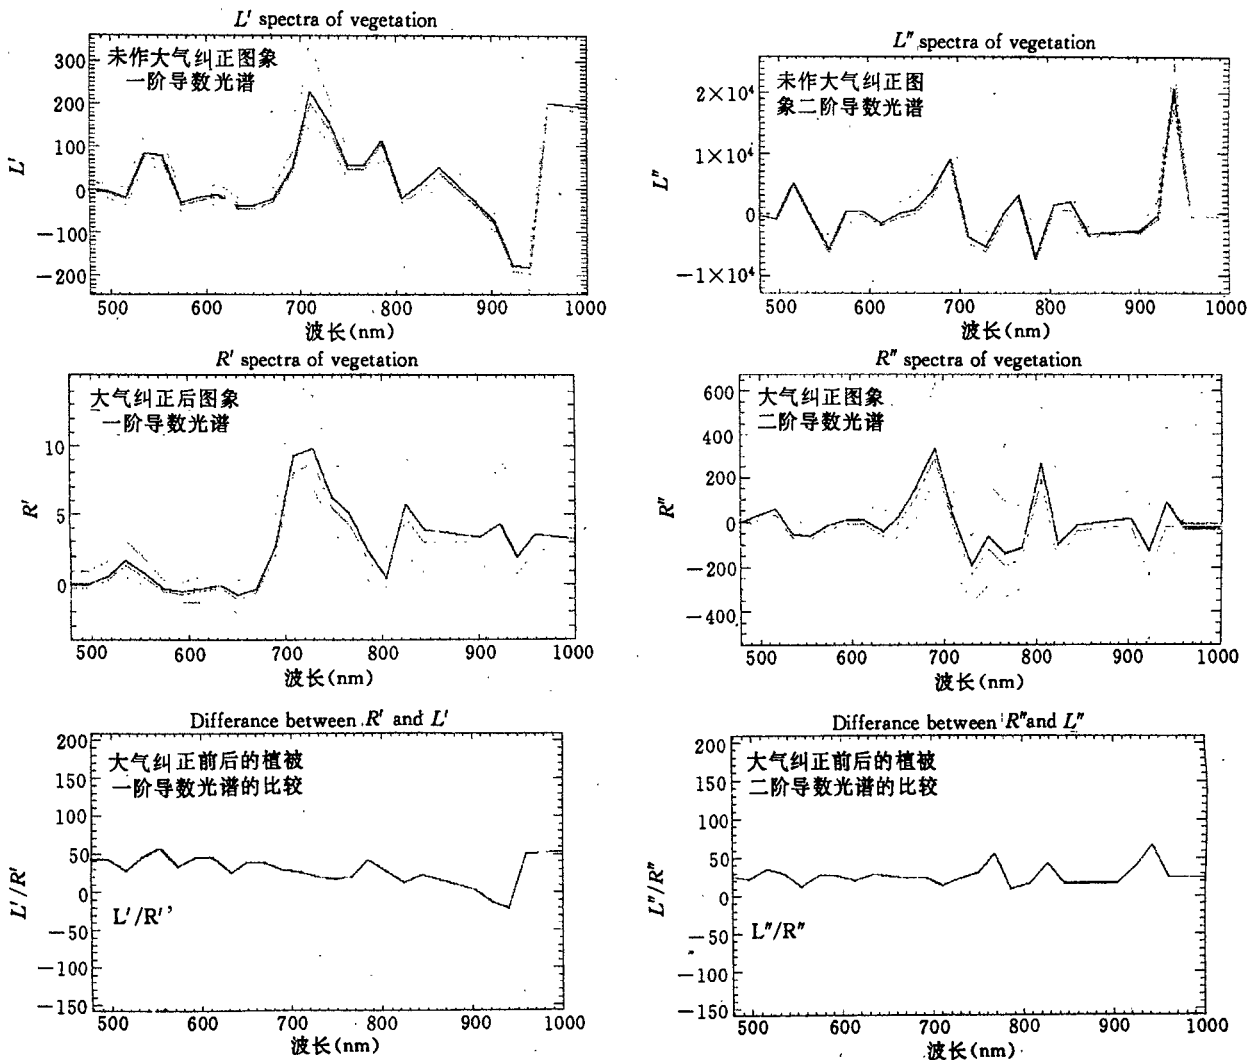 L′ spectra of vegetation
未作大气纠正图象
一阶导数光谱
300
200
100
0
−100
−200
L′
500
600
700
800
900
1000
波长(nm)
L″ spectra of vegetation
未作大气纠正图
象二阶导数光谱
2×10⁴
1×10⁴
0
−1×10⁴
L″
500
600
700
800
900
1000
波长(nm)
R′ spectra of vegetation
大气纠正后图象
一阶导数光谱
10
5
0
R′
500
600
700
800
900
1000
波长(nm)
R″ spectra of vegetation
大气纠正图象
二阶导数光谱
600
400
200
0
−200
−400
R″
500
600
700
800
900
1000
波长(nm)
Differance between R′ and L′
大气纠正前后的植被
一阶导数光谱的比较
200
150
100
50
0
−50
−100
−150
L′/R′
L′/R′
500
600
700
800
900
1000
波长(nm)
Differance between R″and L″
大气纠正前后的植被
二阶导数光谱的比较
200
150
100
50
0
−50
−100
−150
L″/R″
L″/R″
500
600
700
800
900
1000
波长(nm)